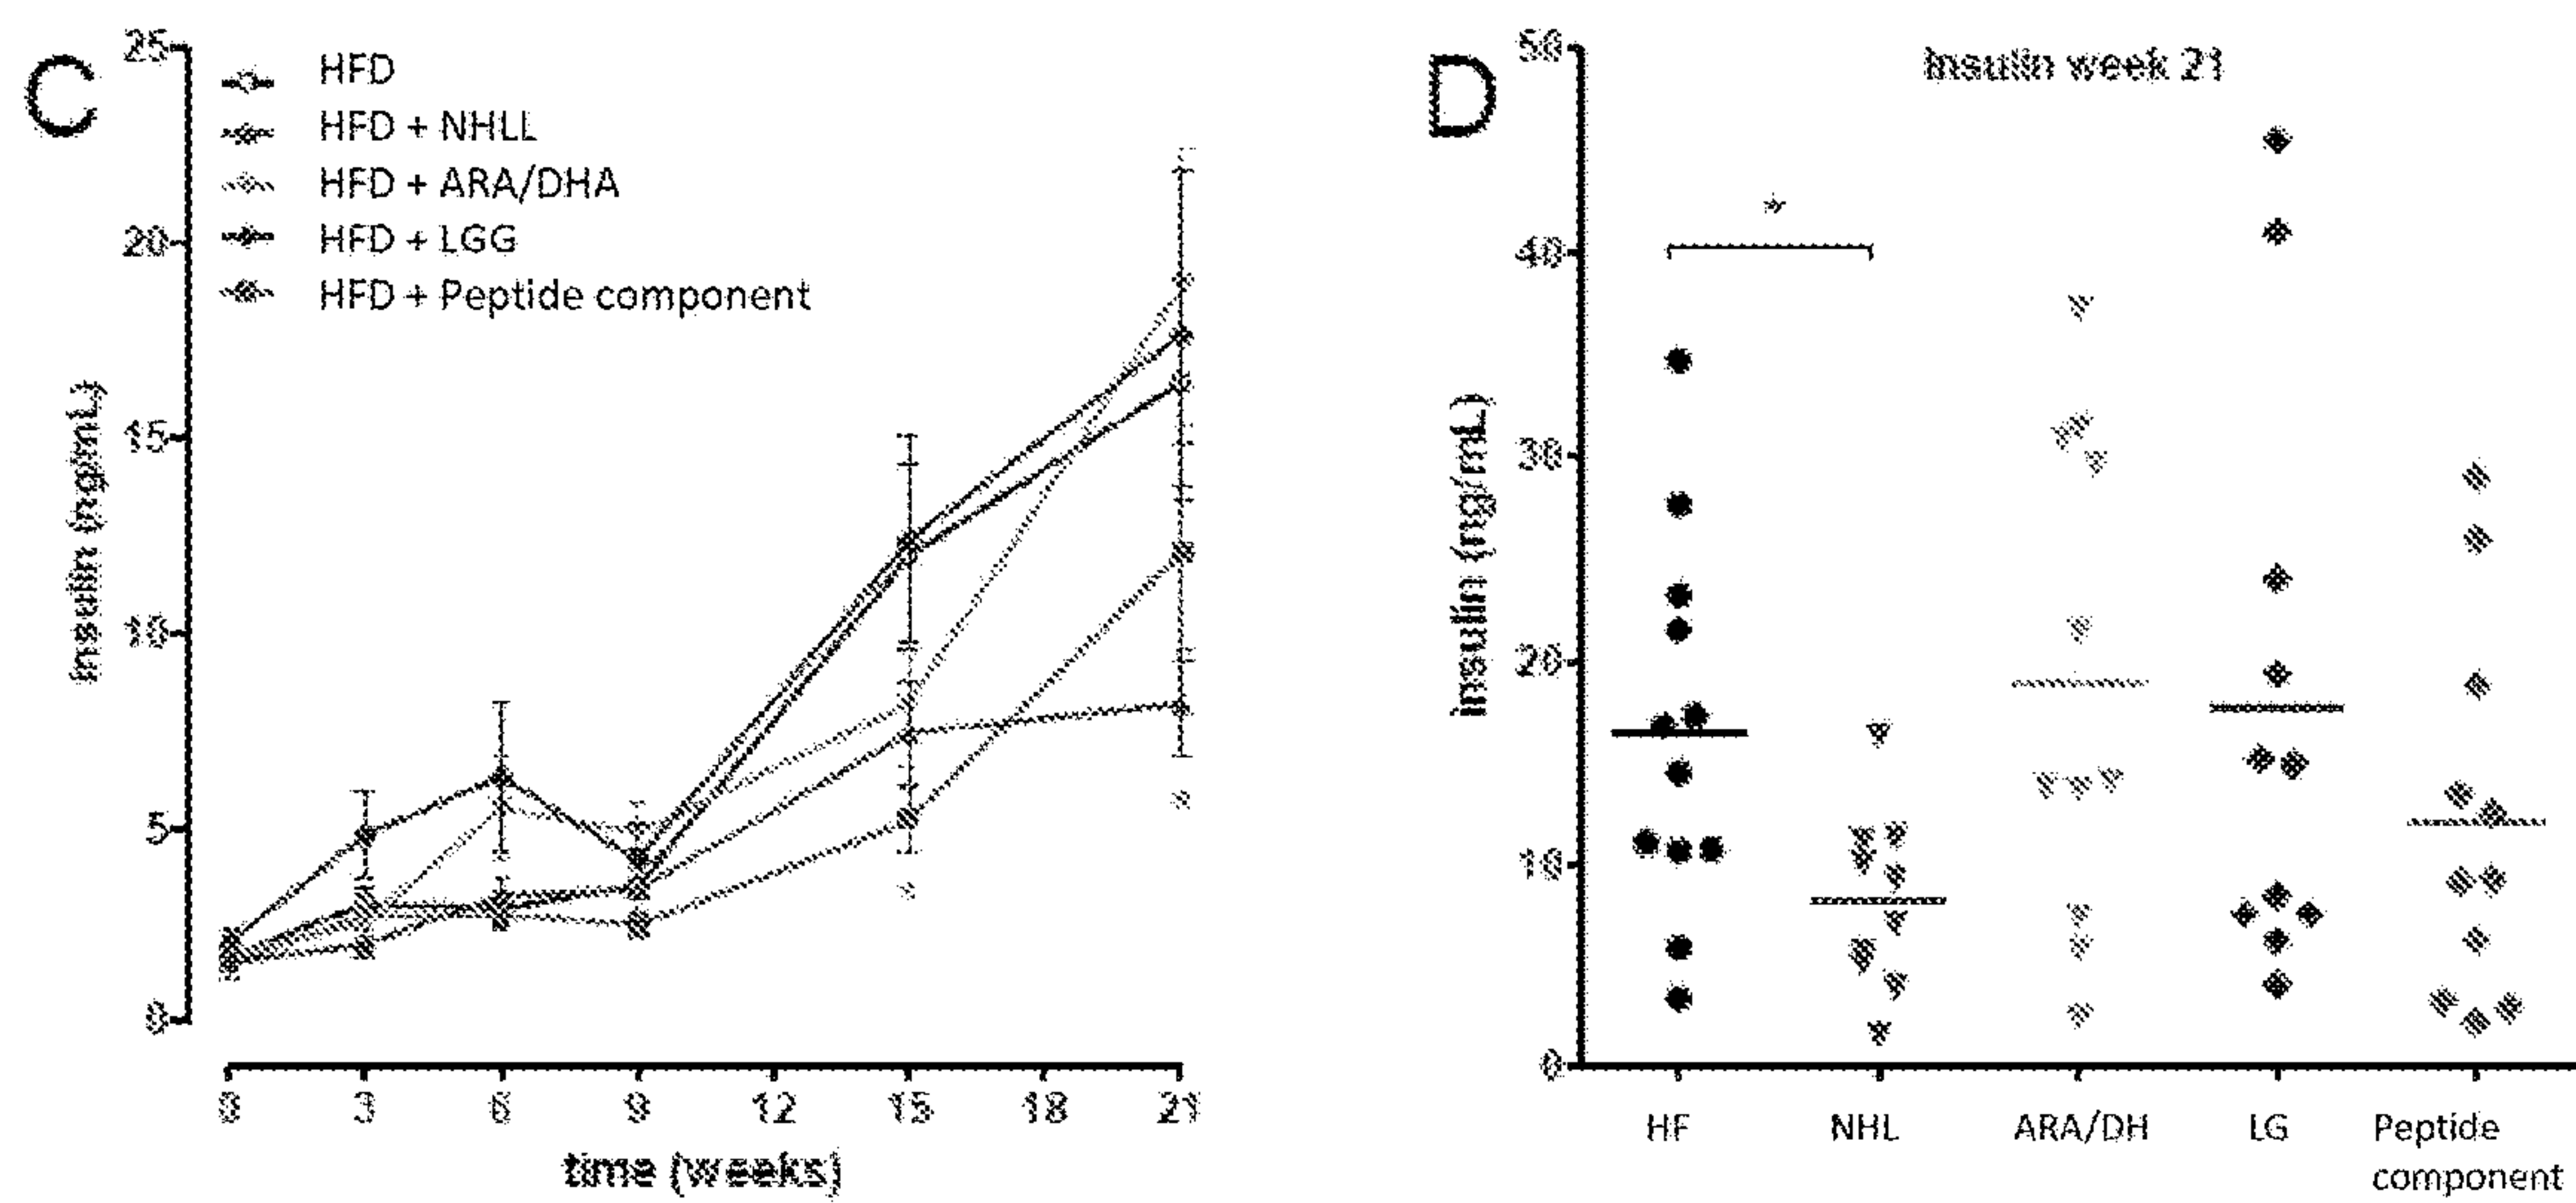 C
25
20
15
10
5
0
HFD
HFD + NHLL
HFD + ARA/DHA
HFD + LGG
HFD + Peptide component
insulin (ng/mL)
0 3 6 9 12 15 18 21
time (weeks)
*
*
D
Insulin week 21
50
40
30
20
10
0
*
insulin (ng/mL)
HF NHL ARA/DH LG Peptide
component